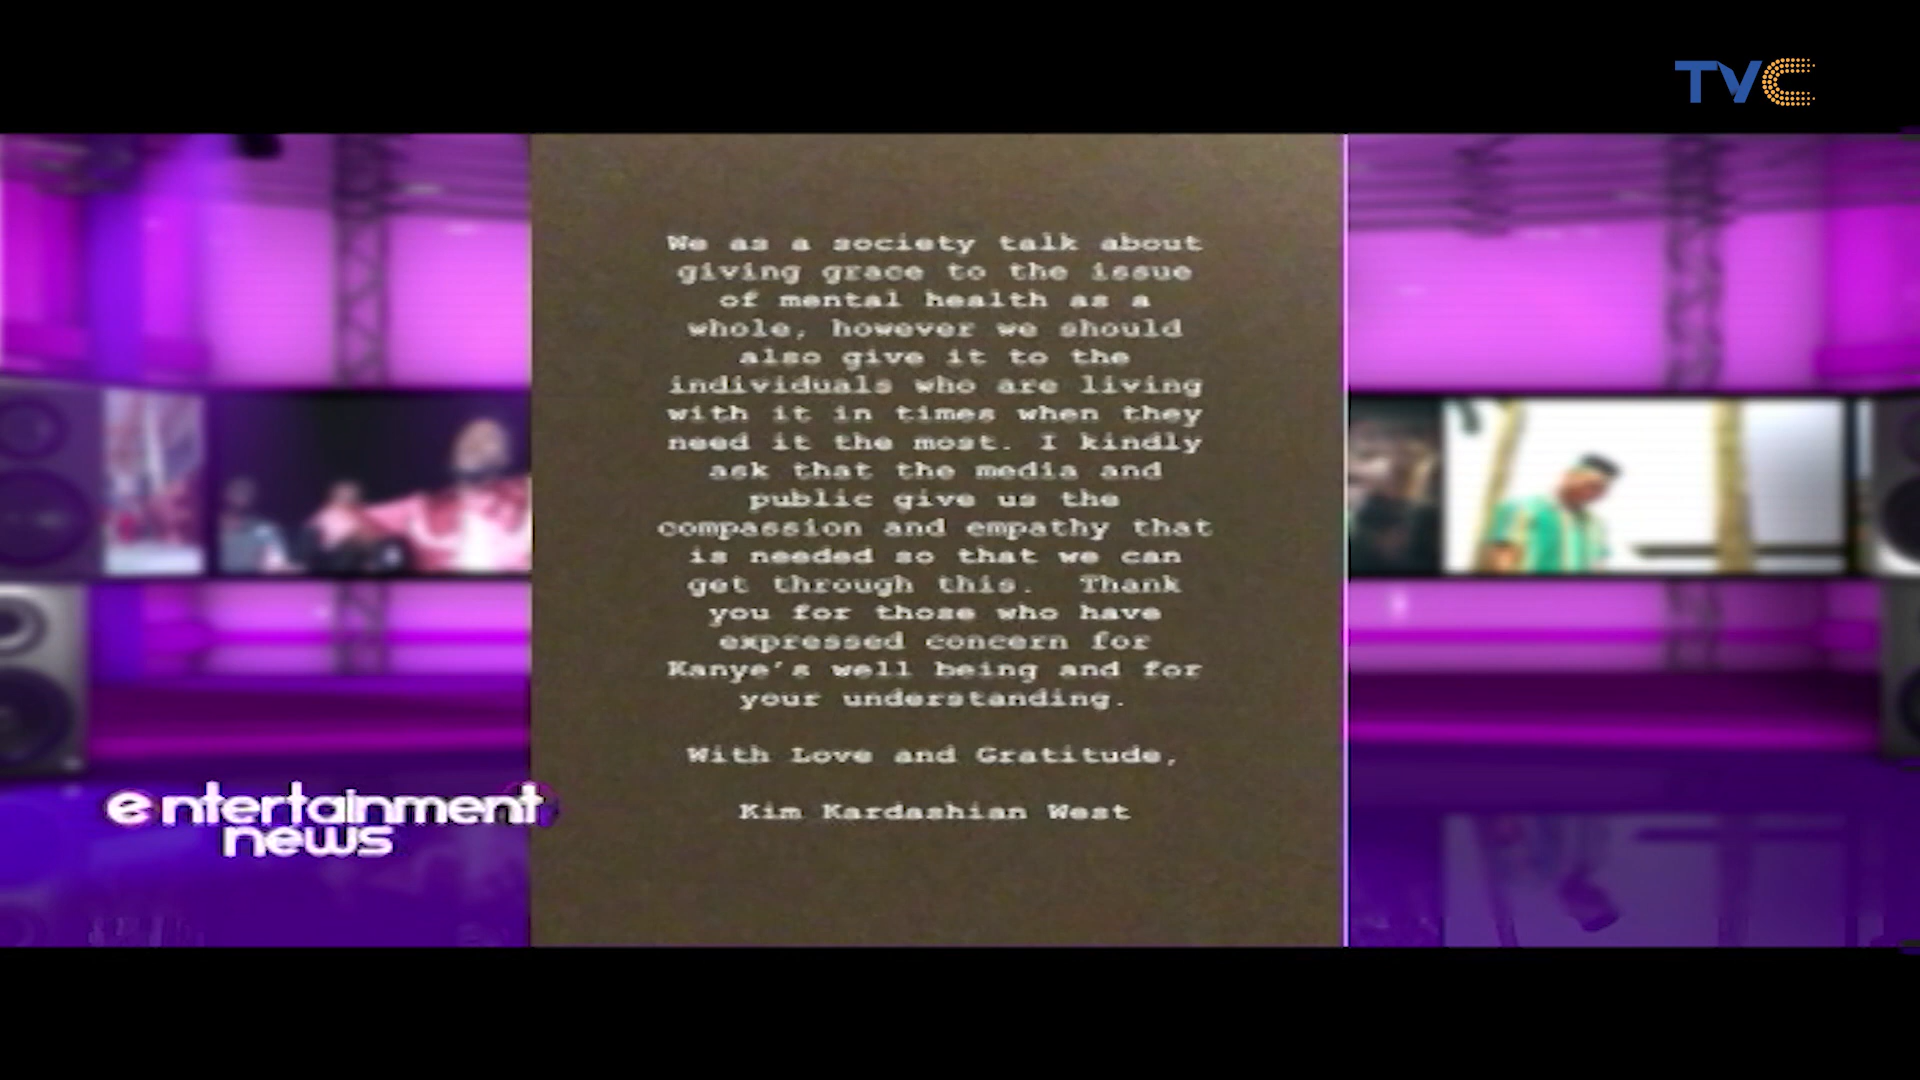 TVC
We as a society talk about
giving grace to the issue
of mental health as a
whole, however we should
also give it to the
individuals who are living
with it in times when they
need it the most. I kindly
ask that the media and
public give us the
compassion and empathy that
is needed so that we can
get through this.  Thank
you for those who have
expressed concern for
Kanye's well being and for
your understanding.
With Love and Gratitude,
Kim Kardashian West
entertainment
news